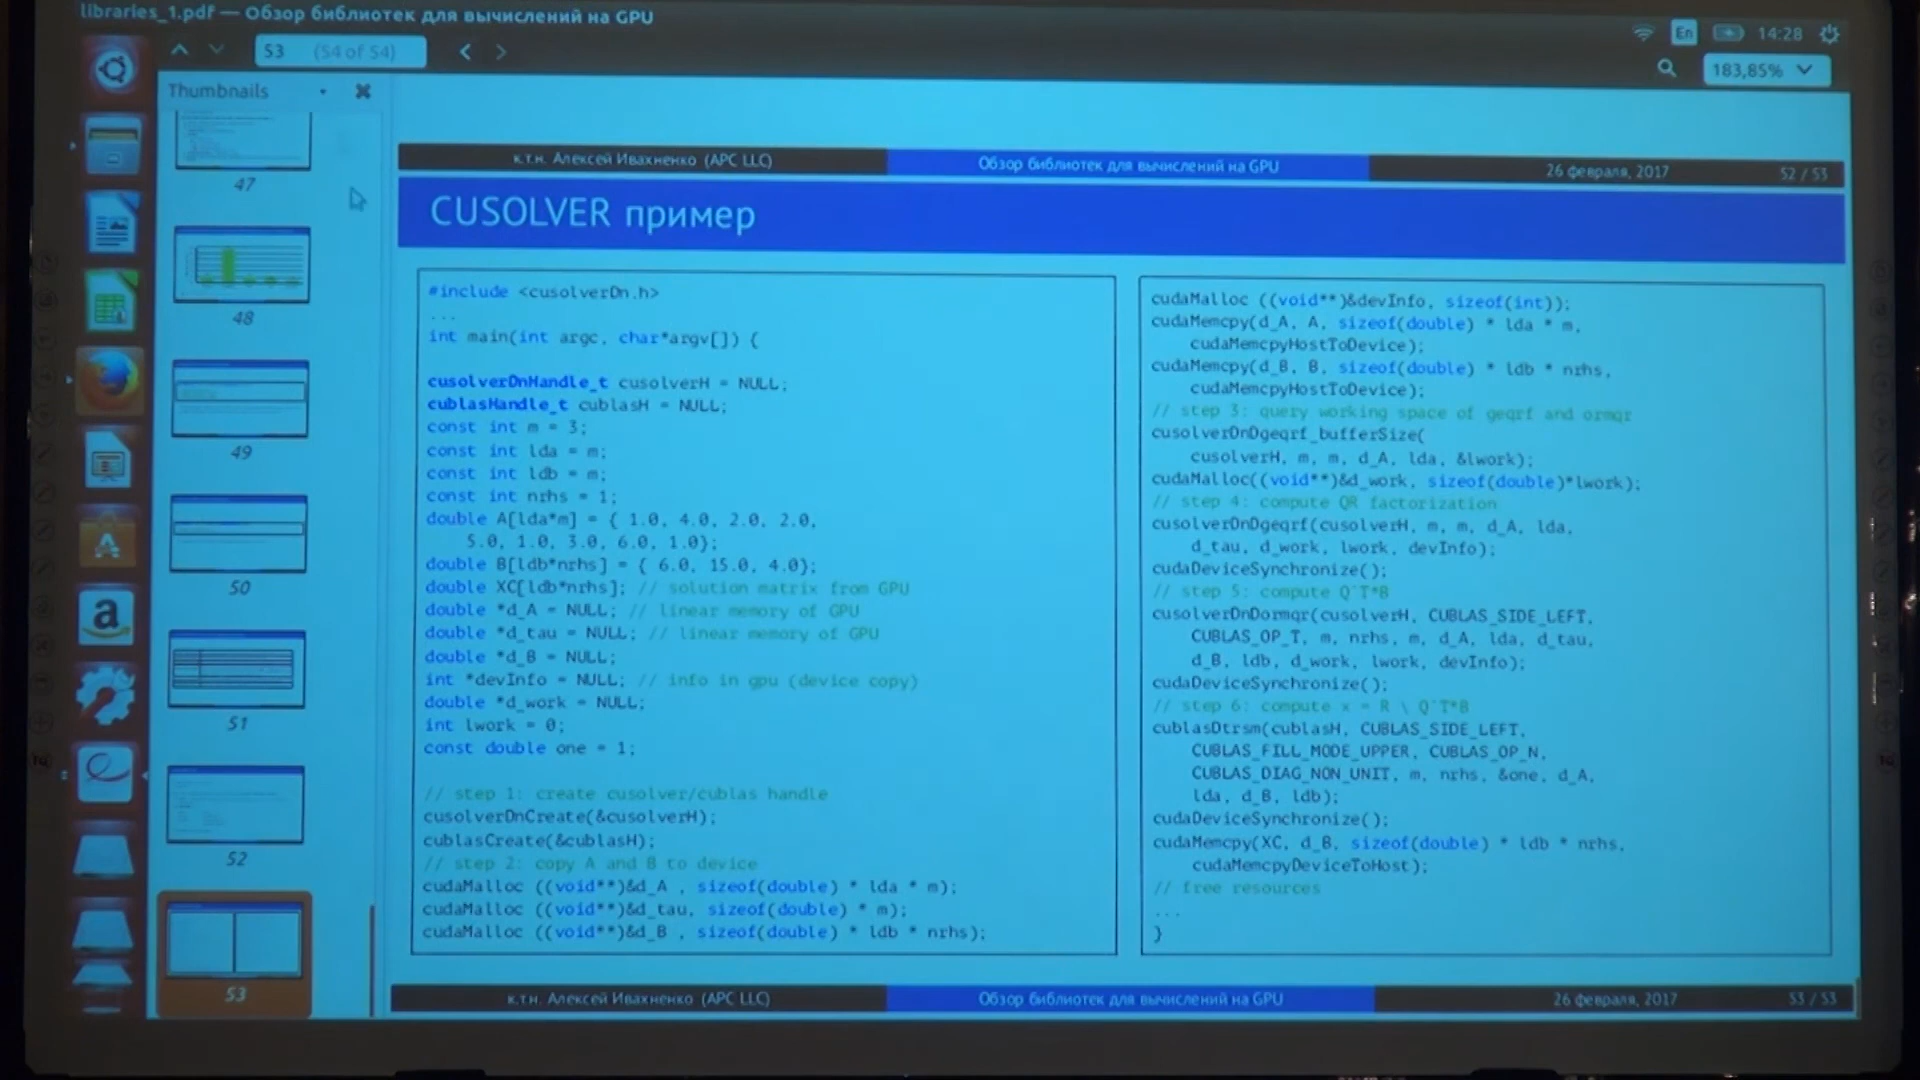 libraries_1.pdf — Обзор библиотек для вычислений на GPU
En
14:28
53 (54 of 54)
183,85%
Thumbnails
47
48
49
50
51
52
53
к.т.н. Алексей Ивахненко (APC LLC)
Обзор библиотек для вычислений на GPU
26 февраля, 2017
52 / 53
CUSOLVER пример
#include <cusolverDn.h>
...
int main(int argc, char*argv[]) {
cusolverDnHandle_t cusolverH = NULL;
cublasHandle_t cublasH = NULL;
const int m = 3;
const int lda = m;
const int ldb = m;
const int nrhs = 1;
double A[lda*m] = { 1.0, 4.0, 2.0, 2.0,
5.0, 1.0, 3.0, 6.0, 1.0};
double B[ldb*nrhs] = { 6.0, 15.0, 4.0};
double XC[ldb*nrhs]; // solution matrix from GPU
double *d_A = NULL; // linear memory of GPU
double *d_tau = NULL; // linear memory of GPU
double *d_B = NULL;
int *devInfo = NULL; // info in gpu (device copy)
double *d_work = NULL;
int lwork = 0;
const double one = 1;
// step 1: create cusolver/cublas handle
cusolverDnCreate(&cusolverH);
cublasCreate(&cublasH);
// step 2: copy A and B to device
cudaMalloc ((void**)&d_A , sizeof(double) * lda * m);
cudaMalloc ((void**)&d_tau, sizeof(double) * m);
cudaMalloc ((void**)&d_B , sizeof(double) * ldb * nrhs);
cudaMalloc ((void**)&devInfo, sizeof(int));
cudaMemcpy(d_A, A, sizeof(double) * lda * m,
cudaMemcpyHostToDevice);
cudaMemcpy(d_B, B, sizeof(double) * ldb * nrhs,
cudaMemcpyHostToDevice);
// step 3: query working space of geqrf and ormqr
cusolverDnDgeqrf_bufferSize(
cusolverH, m, m, d_A, lda, &lwork);
cudaMalloc((void**)&d_work, sizeof(double)*lwork);
// step 4: compute QR factorization
cusolverDnDgeqrf(cusolverH, m, m, d_A, lda,
d_tau, d_work, lwork, devInfo);
cudaDeviceSynchronize();
// step 5: compute Q^T*B
cusolverDnDormqr(cusolverH, CUBLAS_SIDE_LEFT,
CUBLAS_OP_T, m, nrhs, m, d_A, lda, d_tau,
d_B, ldb, d_work, lwork, devInfo);
cudaDeviceSynchronize();
// step 6: compute x = R \ Q^T*B
cublasDtrsm(cublasH, CUBLAS_SIDE_LEFT,
CUBLAS_FILL_MODE_UPPER, CUBLAS_OP_N,
CUBLAS_DIAG_NON_UNIT, m, nrhs, &one, d_A,
lda, d_B, ldb);
cudaDeviceSynchronize();
cudaMemcpy(XC, d_B, sizeof(double) * ldb * nrhs,
cudaMemcpyDeviceToHost);
// free resources
...
}
к.т.н. Алексей Ивахненко (APC LLC)
Обзор библиотек для вычислений на GPU
26 февраля, 2017
53 / 53